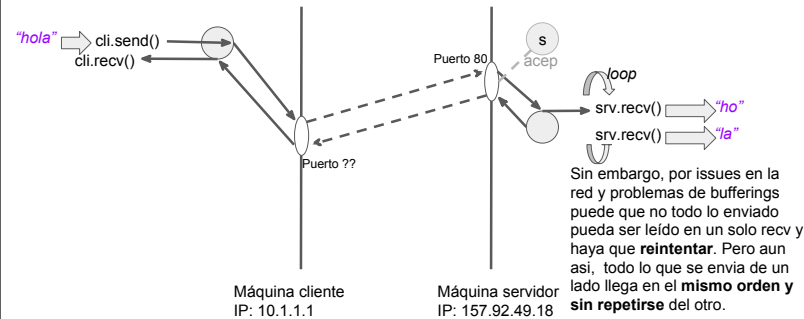 “hola”
cli.send()
cli.recv()
Puerto ??
Máquina cliente
IP: 10.1.1.1
Puerto 80
s
acep
loop
srv.recv()
“ho”
srv.recv()
“la”
Máquina servidor
IP: 157.92.49.18
Sin embargo, por issues en la
red y problemas de bufferings
puede que no todo lo enviado
pueda ser leído en un solo recv y
haya que reintentar. Pero aun
asi, todo lo que se envia de un
lado llega en el mismo orden y
sin repetirse del otro.